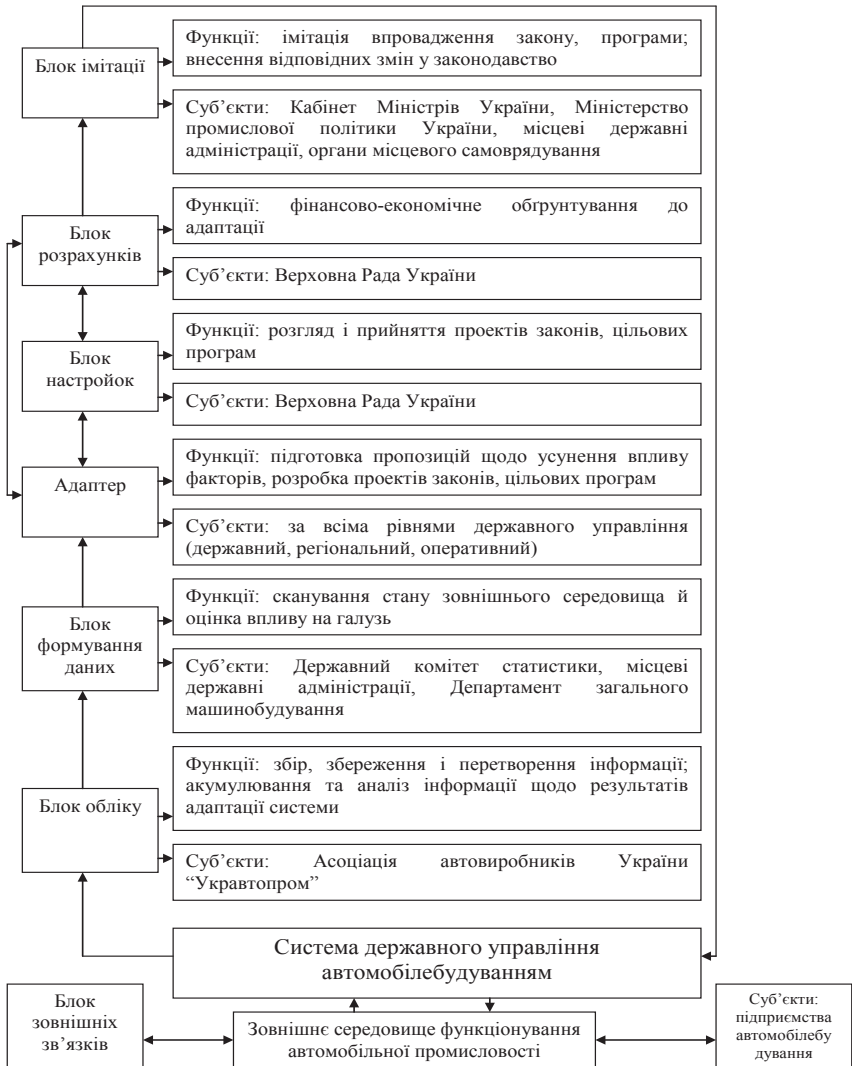 Блок імітації
Функції: імітація впровадження закону, програми;
внесення відповідних змін у законодавство
Суб’єкти: Кабінет Міністрів України, Міністерство
промислової політики України, місцеві державні
адміністрації, органи місцевого самоврядування
Блок
розрахунків
Функції: фінансово-економічне обґрунтування до
адаптації
Суб’єкти: Верховна Рада України
Блок
настройок
Функції: розгляд і прийняття проектів законів, цільових
програм
Суб’єкти: Верховна Рада України
Адаптер
Функції: підготовка пропозицій щодо усунення впливу
факторів, розробка проектів законів, цільових програм
Суб’єкти: за всіма рівнями державного управління
(державний, регіональний, оперативний)
Блок
формування
даних
Функції: сканування стану зовнішнього середовища й
оцінка впливу на галузь
Суб’єкти: Державний комітет статистики, місцеві
державні адміністрації, Департамент загального
машинобудування
Блок обліку
Функції: збір, збереження і перетворення інформації;
акумулювання та аналіз інформації щодо результатів
адаптації системи
Суб’єкти: Асоціація автовиробників України
“Укравтопром”
Система державного управління
автомобілебудуванням
Блок
зовнішніх
зв’язків
Зовнішнє середовище функціонування
автомобільної промисловості
Суб’єкти:
підприємства
автомобілебу
дування